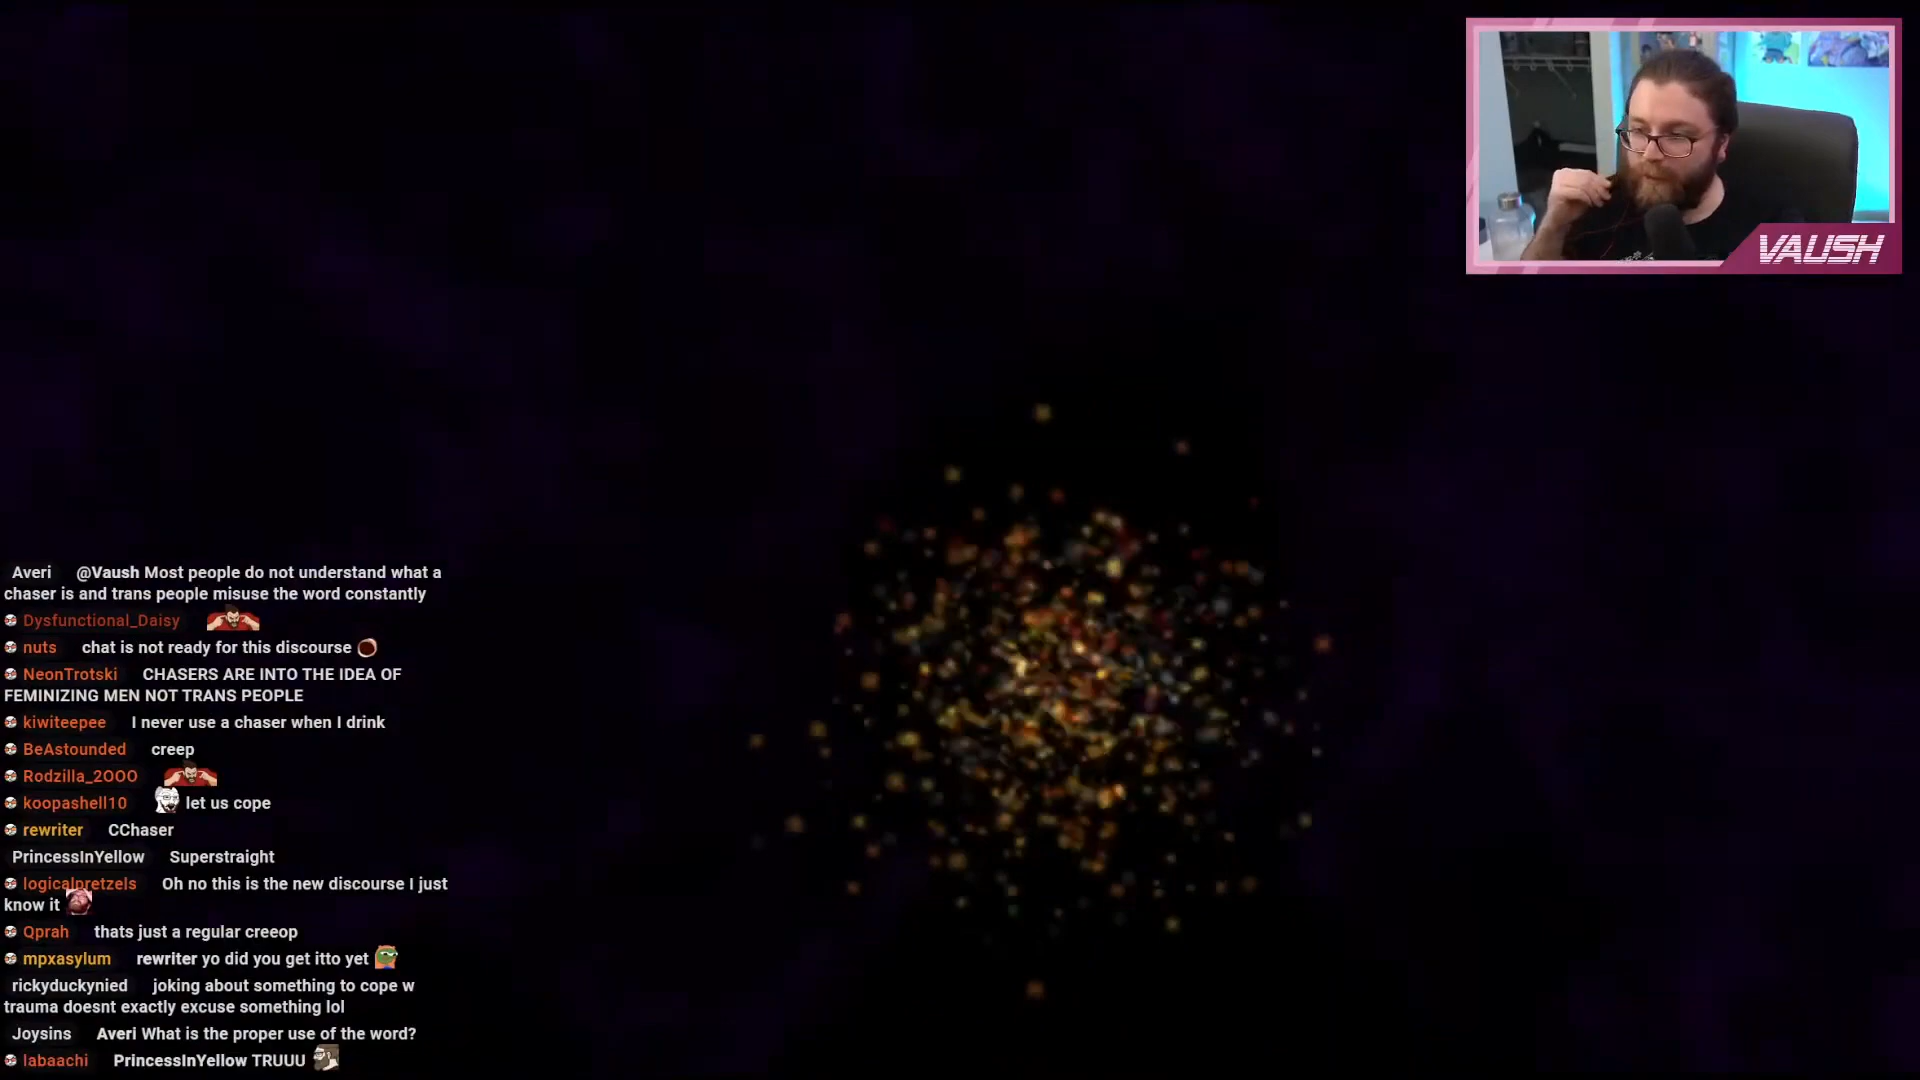 VAUSH
Averi @Vaush Most people do not understand what a
chaser is and trans people misuse the word constantly
Dysfunctional_Daisy
nuts chat is not ready for this discourse
NeonTrotski CHASERS ARE INTO THE IDEA OF
FEMINIZING MEN NOT TRANS PEOPLE
kiwiteepee I never use a chaser when I drink
BeAstounded creep
Rodzilla_2OOO
koopashell10 let us cope
rewriter CChaser
PrincessInYellow Superstraight
logicalpretzels Oh no this is the new discourse I just
know it
Qprah thats just a regular creeop
mpxasylum rewriter yo did you get itto yet
rickyduckynied joking about something to cope w
trauma doesnt exactly excuse something lol
Joysins Averi What is the proper use of the word?
labaachi PrincessInYellow TRUUU